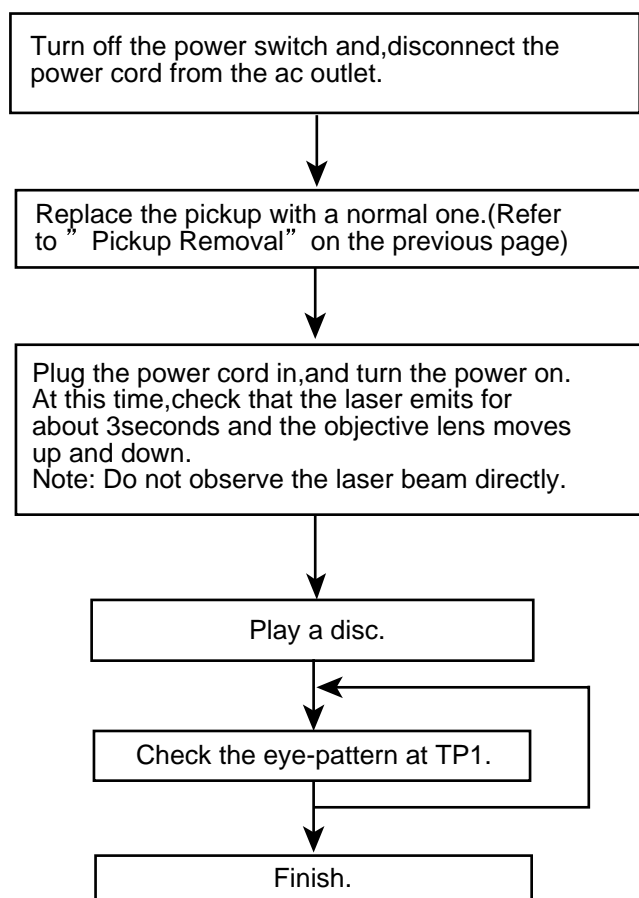 Turn off the power switch and,disconnect the
power cord from the ac outlet.
Replace the pickup with a normal one.(Refer
to ” Pickup Removal” on the previous page)
Plug the power cord in,and turn the power on.
At this time,check that the laser emits for
about 3seconds and the objective lens moves
up and down.
Note: Do not observe the laser beam directly.
Play a disc.
Check the eye-pattern at TP1.
Finish.